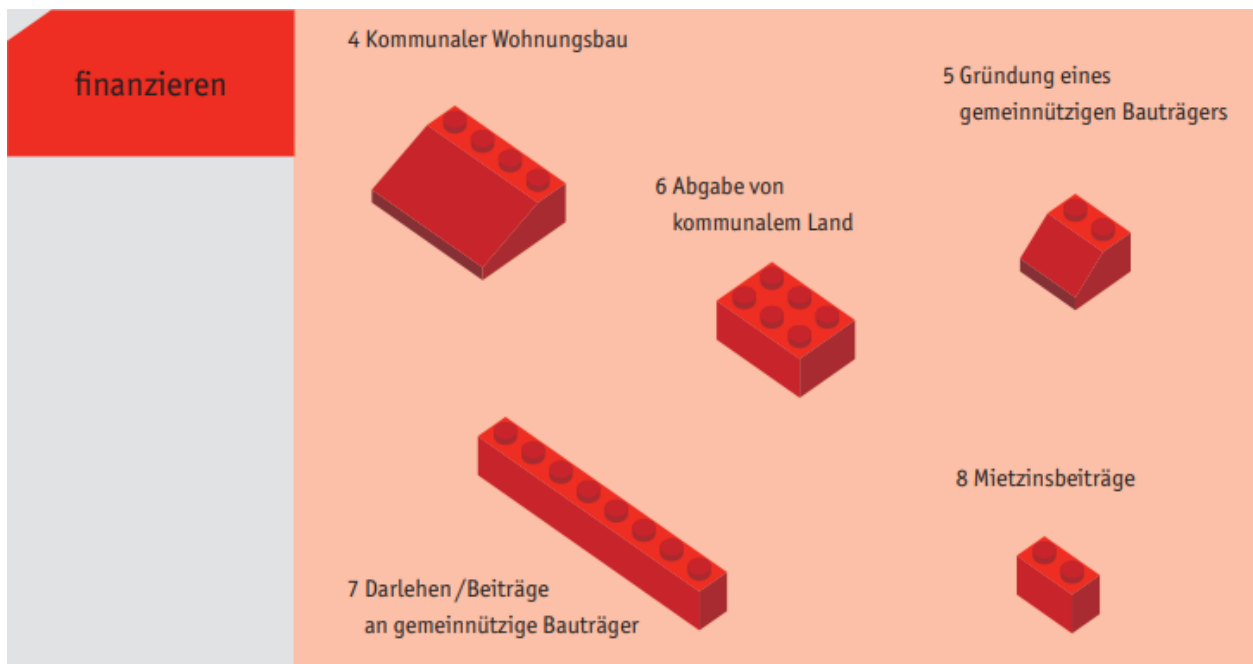 finanzieren
4 Kommunaler Wohnungsbau
5 Gründung eines
gemeinnützigen Bauträgers
6 Abgabe von
kommunalem Land
7 Darlehen / Beiträge
an gemeinnützige Bauträger
8 Mietzinsbeiträge